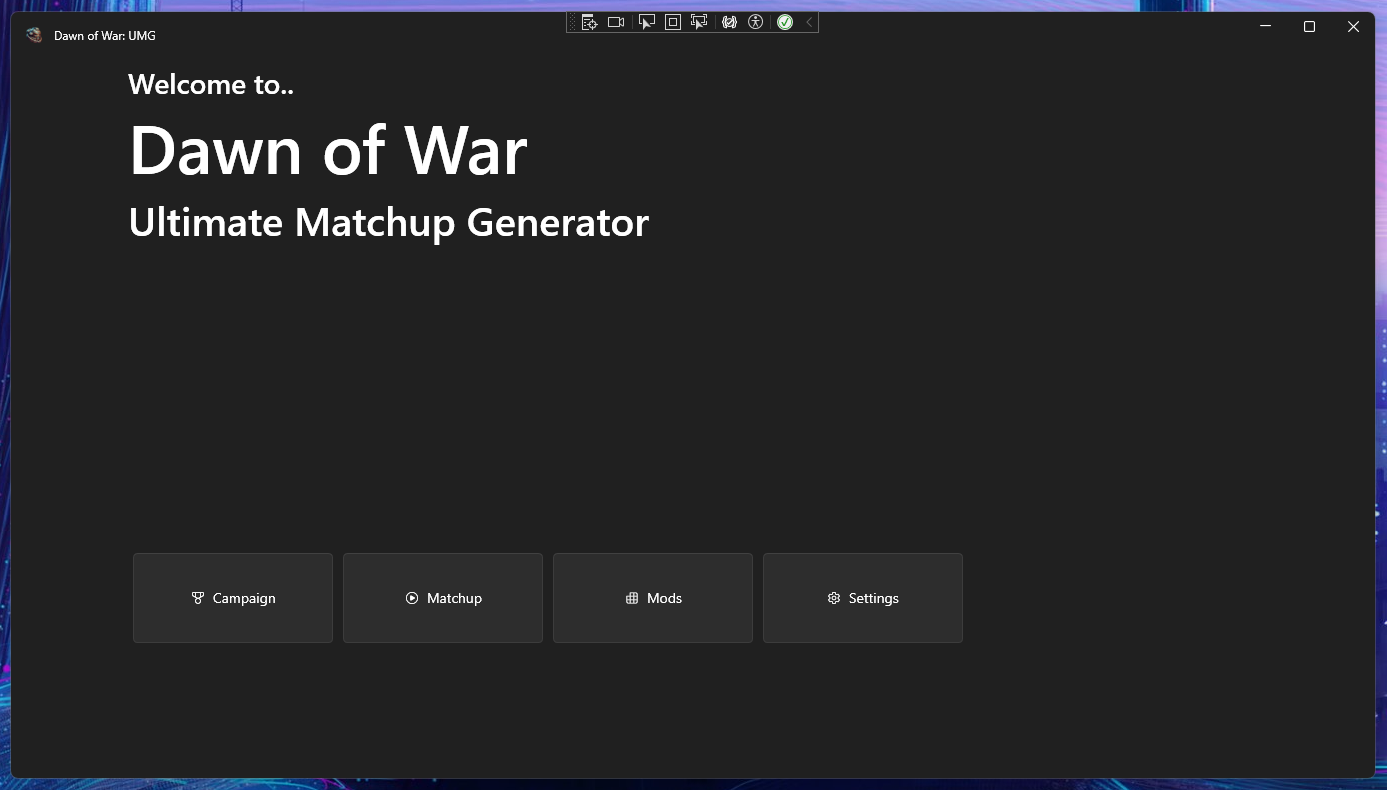 Dawn of War: UMG
Welcome to..
Dawn of War
Ultimate Matchup Generator
Campaign
Matchup
Mods
Settings